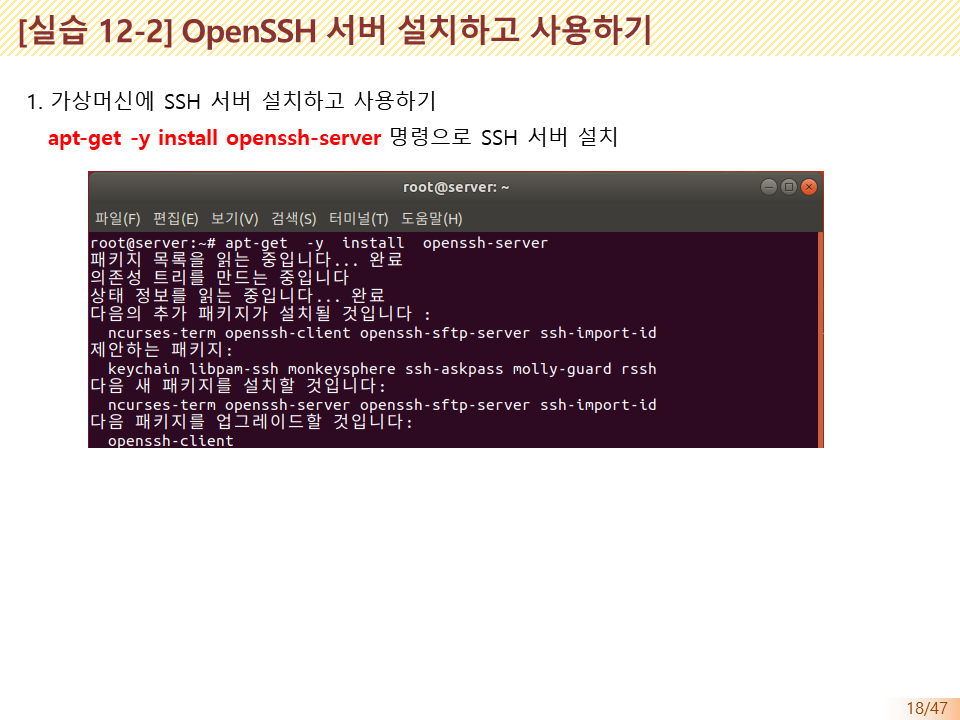 [실습 12-2] OpenSSH 서버 설치하고 사용하기
1. 가상머신에 SSH 서버 설치하고 사용하기
apt-get -y install openssh-server 명령으로 SSH 서버 설치
root@server: ~
파일(F) 편집(E) 보기(V) 검색(S) 터미널(T) 도움말(H)
root@server:~# apt-get  -y  install  openssh-server
패키지 목록을 읽는 중입니다... 완료
의존성 트리를 만드는 중입니다
상태 정보를 읽는 중입니다... 완료
다음의 추가 패키지가 설치될 것입니다 :
  ncurses-term openssh-client openssh-sftp-server ssh-import-id
제안하는 패키지:
  keychain libpam-ssh monkeysphere ssh-askpass molly-guard rssh
다음 새 패키지를 설치할 것입니다:
  ncurses-term openssh-server openssh-sftp-server ssh-import-id
다음 패키지를 업그레이드할 것입니다:
  openssh-client
18/47